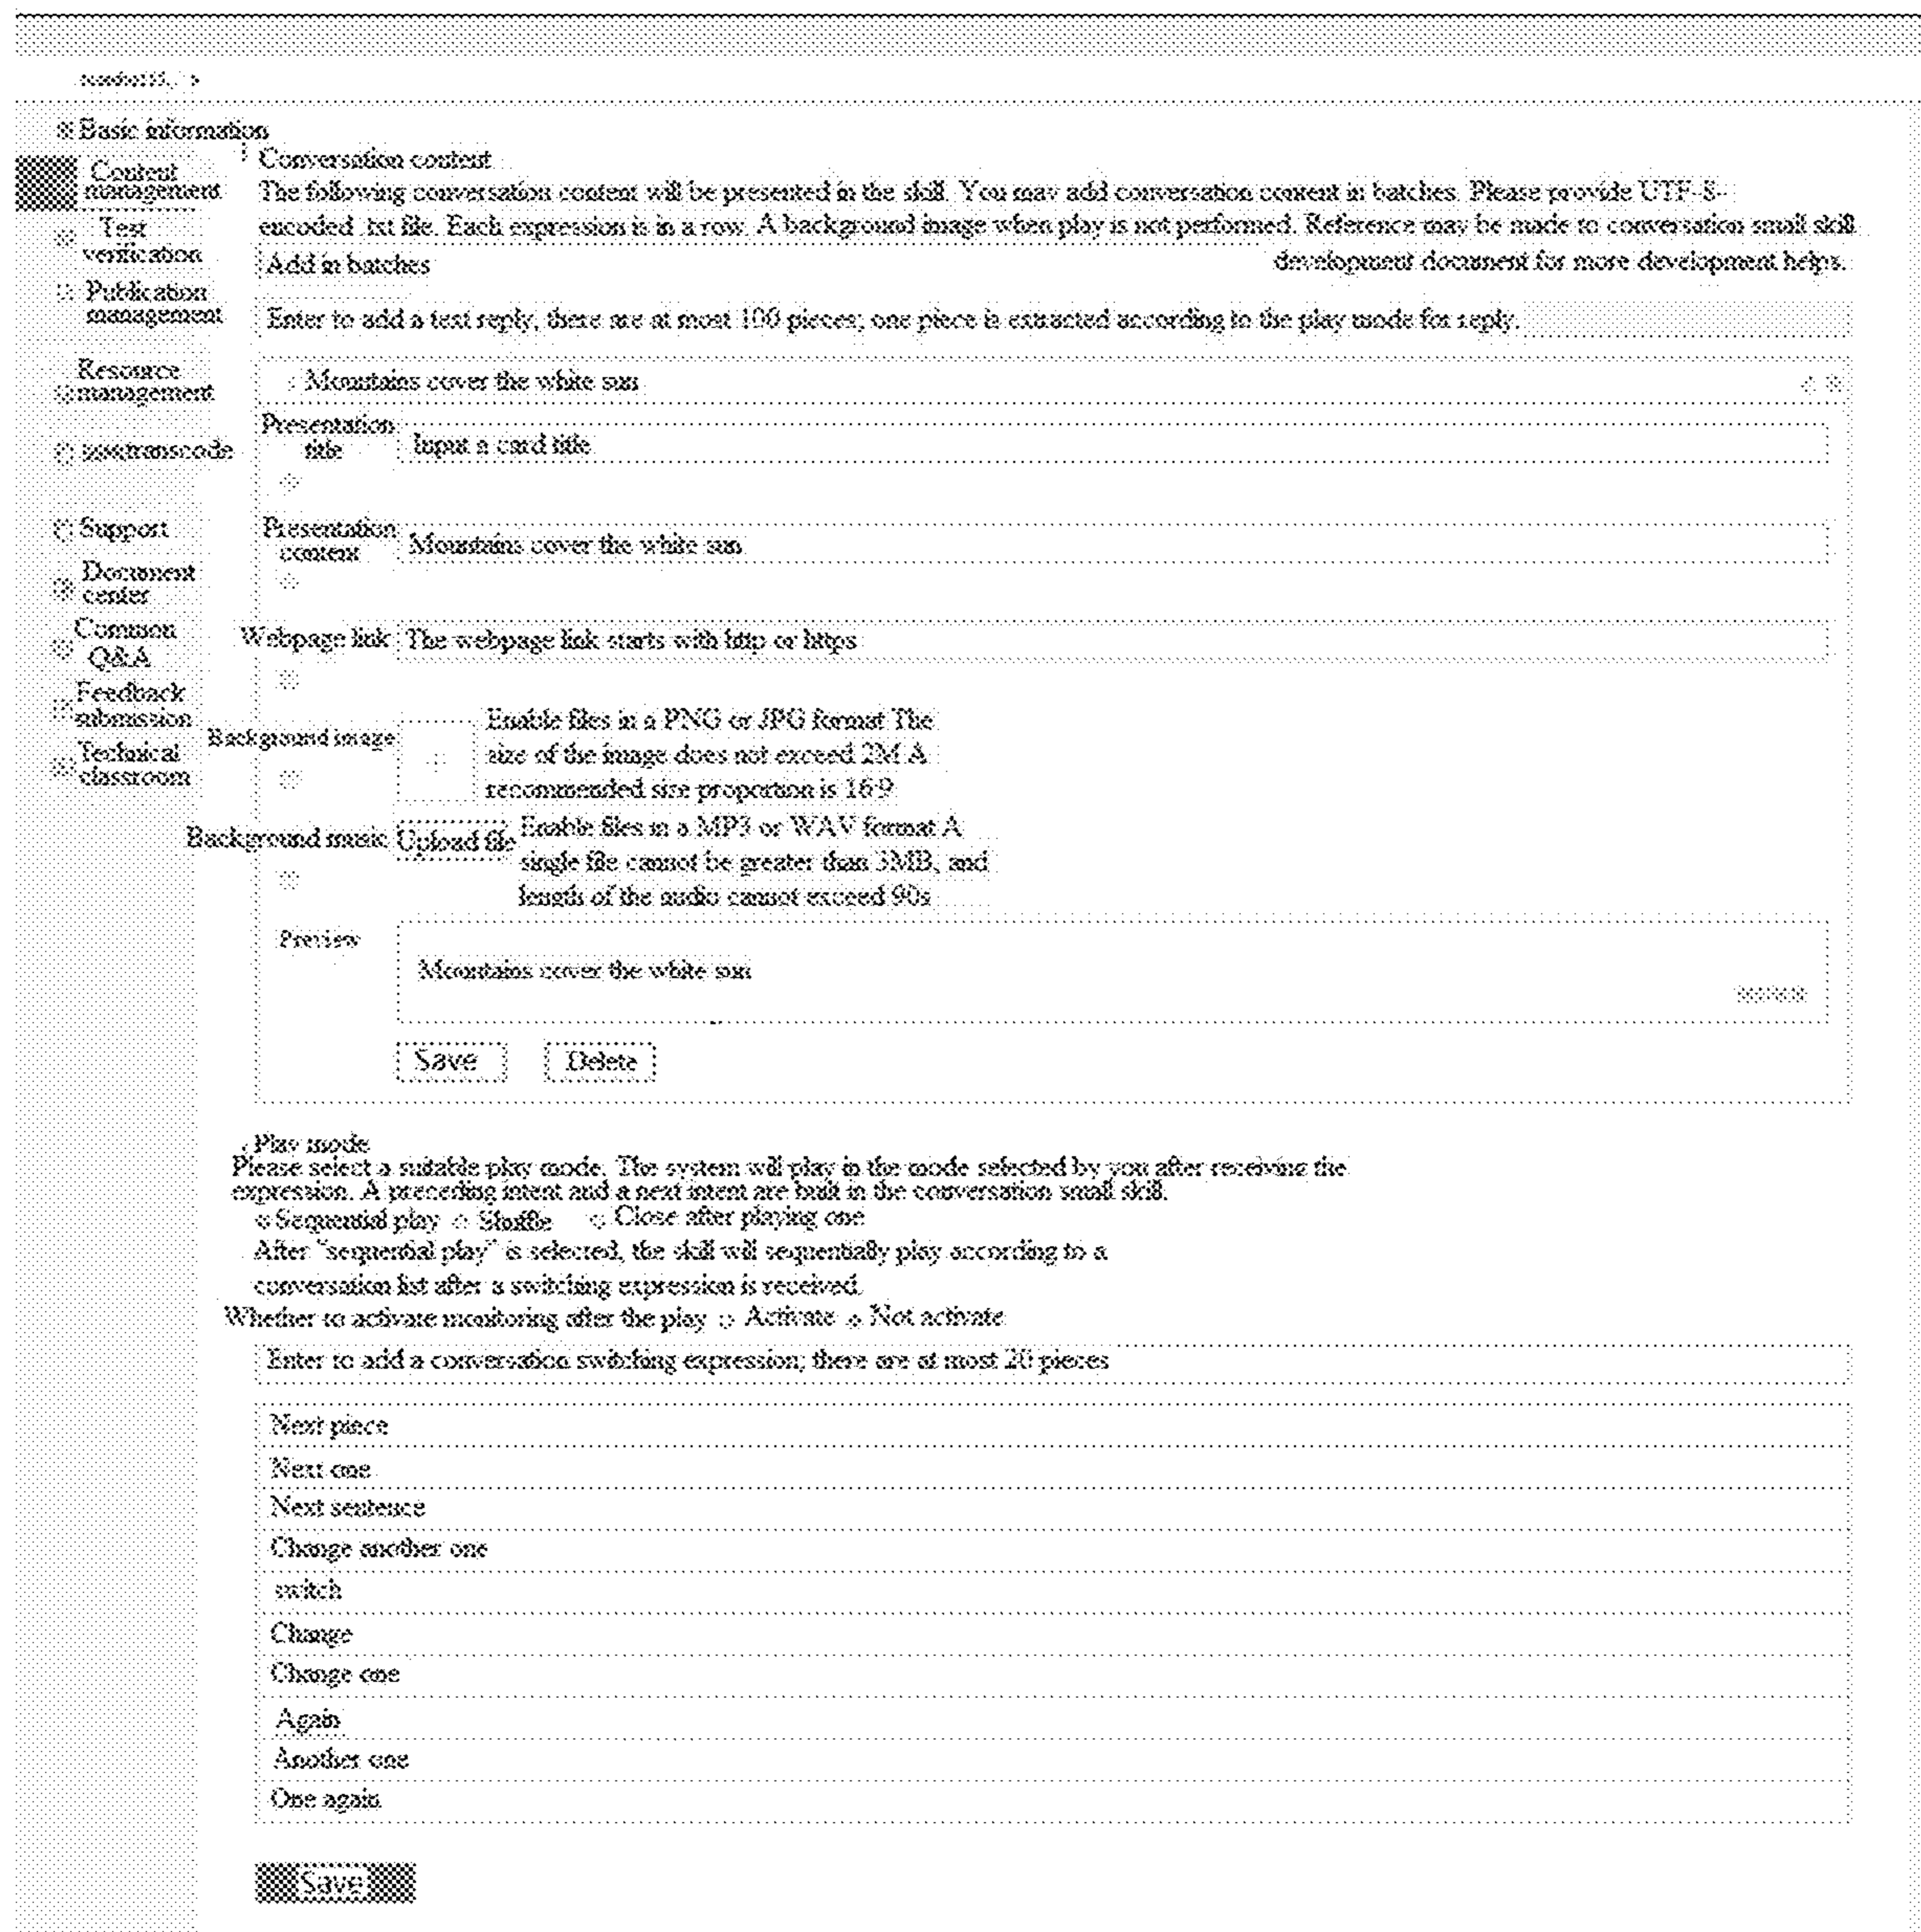 Basic information
Content
management
Test
verification
Publication
management
Resource
management
Support
Document
center
Common
Q&A
Feedback
submission
Technical
classroom
Conversation content
The following conversation content will be presented in the skill. You may add conversation content in batches. Please provide UTF-8-
encoded .txt file. Each expression is in a row. A background image when play is not performed. Reference may be made to conversation small skill
development document for more development helps.
Add in batches
Enter to add a text reply, there are at most 100 pieces; one piece is extracted according to the play mode for reply.
Mountains cover the white sun
Presentation
title
Input a card title
Presentation
content
Mountains cover the white sun
Webpage link
The webpage link starts with http or https
Background image
Enable files in a PNG or JPG format The
size of the image does not exceed 2M A
recommended size proportion is 16:9
Background music
Upload file
Enable files in a MP3 or WAV format A
single file cannot be greater than 3MB, and
length of the audio cannot exceed 90s
Preview
Mountains cover the white sun
Save Delete
Play mode
Please select a suitable play mode. The system will play in the mode selected by you after receiving the
expression. A preceding intent and a next intent are built in the conversation small skill.
Sequential play Shuffle Close after playing one
After "sequential play" is selected, the skill will sequentially play according to a
conversation list after a switching expression is received.
Whether to activate monitoring after the play Activate Not activate
Enter to add a conversation switching expression; there are at most 20 pieces
Next piece
Next one
Next sentence
Change another one
switch
Change
Change one
Again
Another one
One again
Save